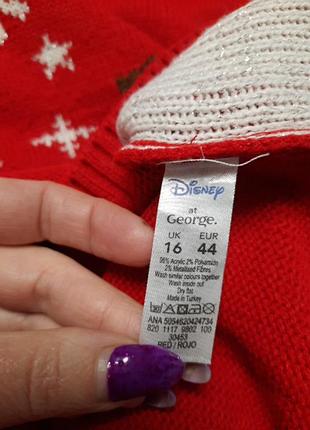 Disney
at
George.
UK EUR
16 44
96% Acrylic 2% Polyamide
2% Metallised Fibres
Wash similar colours together
Wash inside out
Dry flat
Made in Turkey
ANA 5054620424734
820 1117 9802 100
30453
RED / ROJO